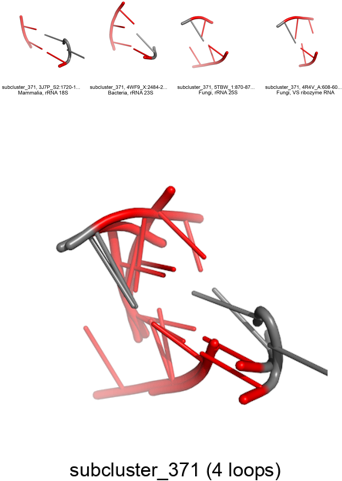 subcluster_371, 3J7P_S2:1720-1...
Mammalia, rRNA 18S
subcluster_371, 4WF9_X:2484-2...
Bacteria, rRNA 23S
subcluster_371, 5TBW_1:870-87...
Fungi, rRNA 25S
subcluster_371, 4R4V_A:608-60...
Fungi, VS ribozyme RNA
subcluster_371 (4 loops)